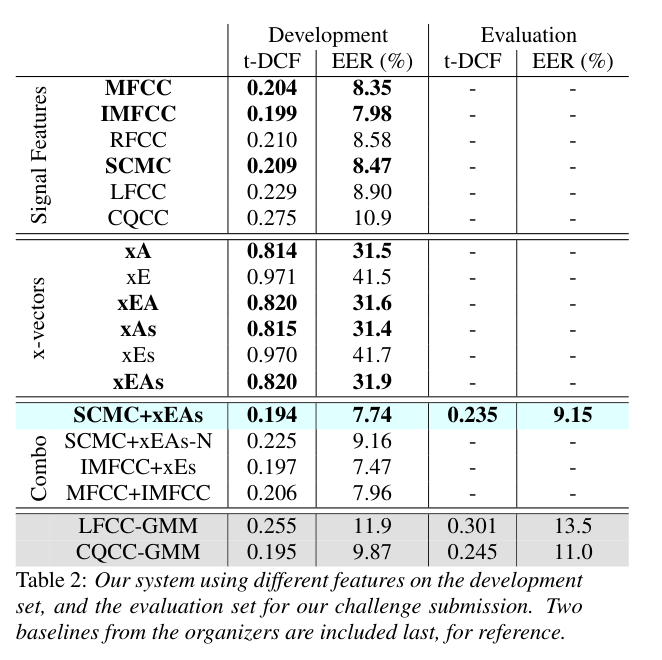 Development Evaluation
t-DCF EER (%) t-DCF EER (%)
Signal Features
MFCC 0.204 8.35 - -
IMFCC 0.199 7.98 - -
RFCC 0.210 8.58 - -
SCMC 0.209 8.47 - -
LFCC 0.229 8.90 - -
CQCC 0.275 10.9 - -
x-vectors
xA 0.814 31.5 - -
xE 0.971 41.5 - -
xEA 0.820 31.6 - -
xAs 0.815 31.4 - -
xEs 0.970 41.7 - -
xEAs 0.820 31.9 - -
Combo
SCMC+xEAs 0.194 7.74 0.235 9.15
SCMC+xEAs-N 0.225 9.16 - -
IMFCC+xEs 0.197 7.47 - -
MFCC+IMFCC 0.206 7.96 - -
LFCC-GMM 0.255 11.9 0.301 13.5
CQCC-GMM 0.195 9.87 0.245 11.0
Table 2: Our system using different features on the development
set, and the evaluation set for our challenge submission. Two
baselines from the organizers are included last, for reference.